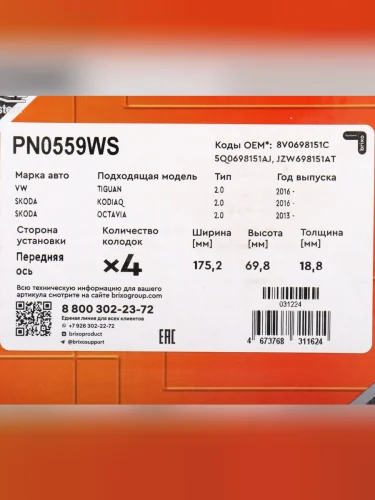 PN0559WS
Коды OEM*: 8V0698151C
5Q0698151AJ, JZW698151AT
brixo
Марка авто Подходящая модель Тип Год выпуска
VW TIGUAN 2.0 2016 -
SKODA KODIAQ 2.0 2016 -
SKODA OCTAVIA 2.0 2013 -
Сторона установки Количество колодок Ширина [мм] Высота [мм] Толщина [мм]
Передняя ось ×4 175,2 69,8 18,8
Всю техническую информацию для вашего
артикула смотрите на сайте brixogroup.com
8 800 302-23-72
Единая линия для всех клиентов
+7 926 302-22-72
brixoproduct
@brixosupport
EAC
031224
4 673768 311624